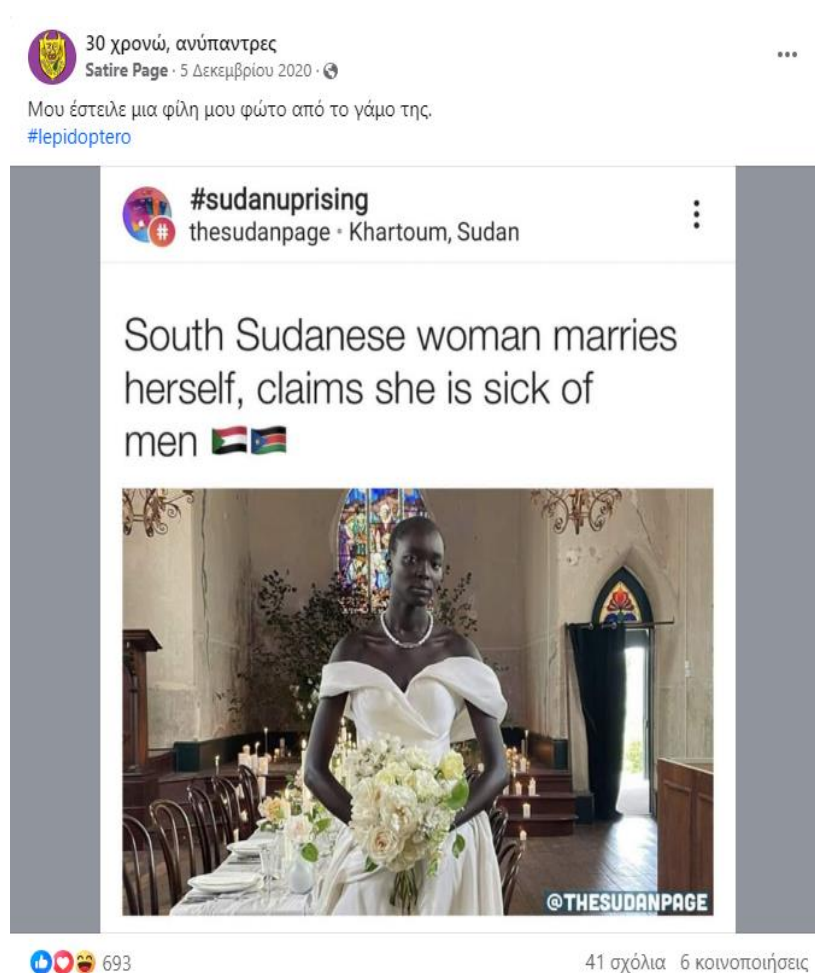 30 χρονώ, ανύπαντρες
Satire Page · 5 Δεκεμβρίου 2020 ·
Μου έστειλε μια φίλη μου φώτο από το γάμο της.
#lepidoptero
#sudanuprising
thesudanpage • Khartoum, Sudan
South Sudanese woman marries
herself, claims she is sick of
men 🇸🇩🇸🇸
@THESUDANPAGE
693
41 σχόλια 6 κοινοποιήσεις